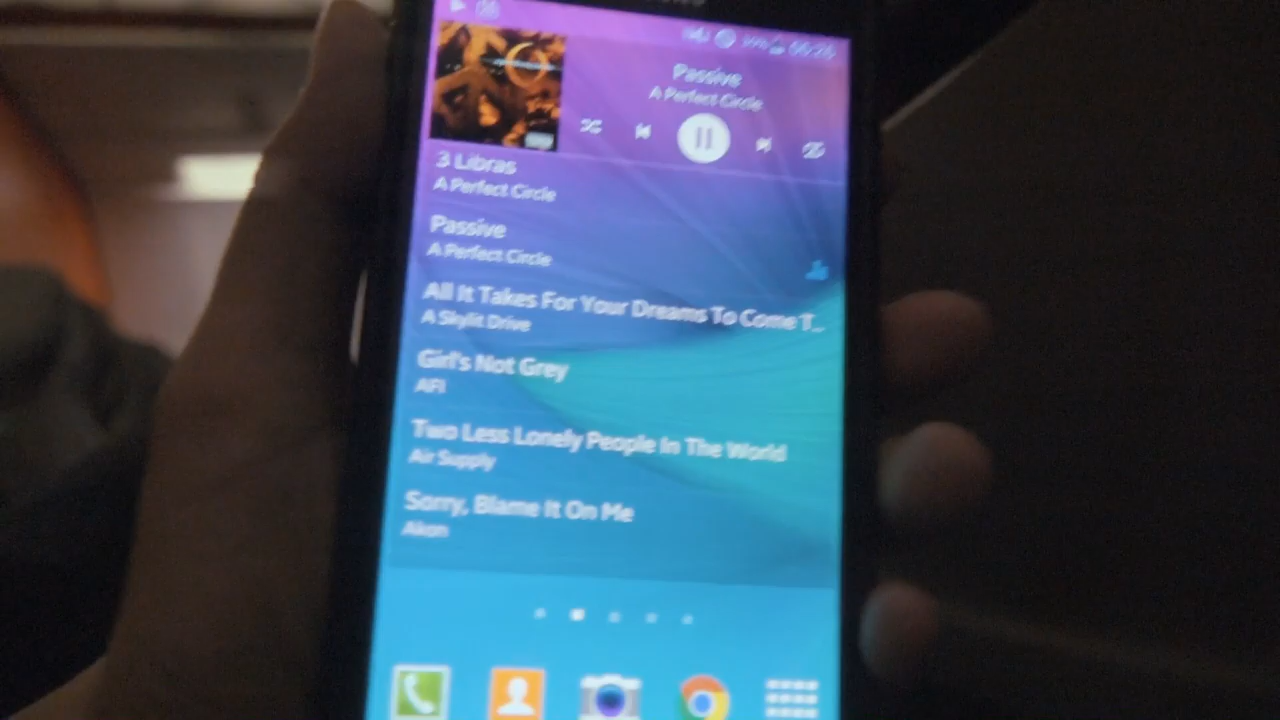 Passive
A Perfect Circle
3 Libras
A Perfect Circle
Passive
A Perfect Circle
All It Takes For Your Dreams To Come T..
A Skylit Drive
Girl's Not Grey
AFI
Two Less Lonely People In The World
Air Supply
Sorry, Blame It On Me
Akon